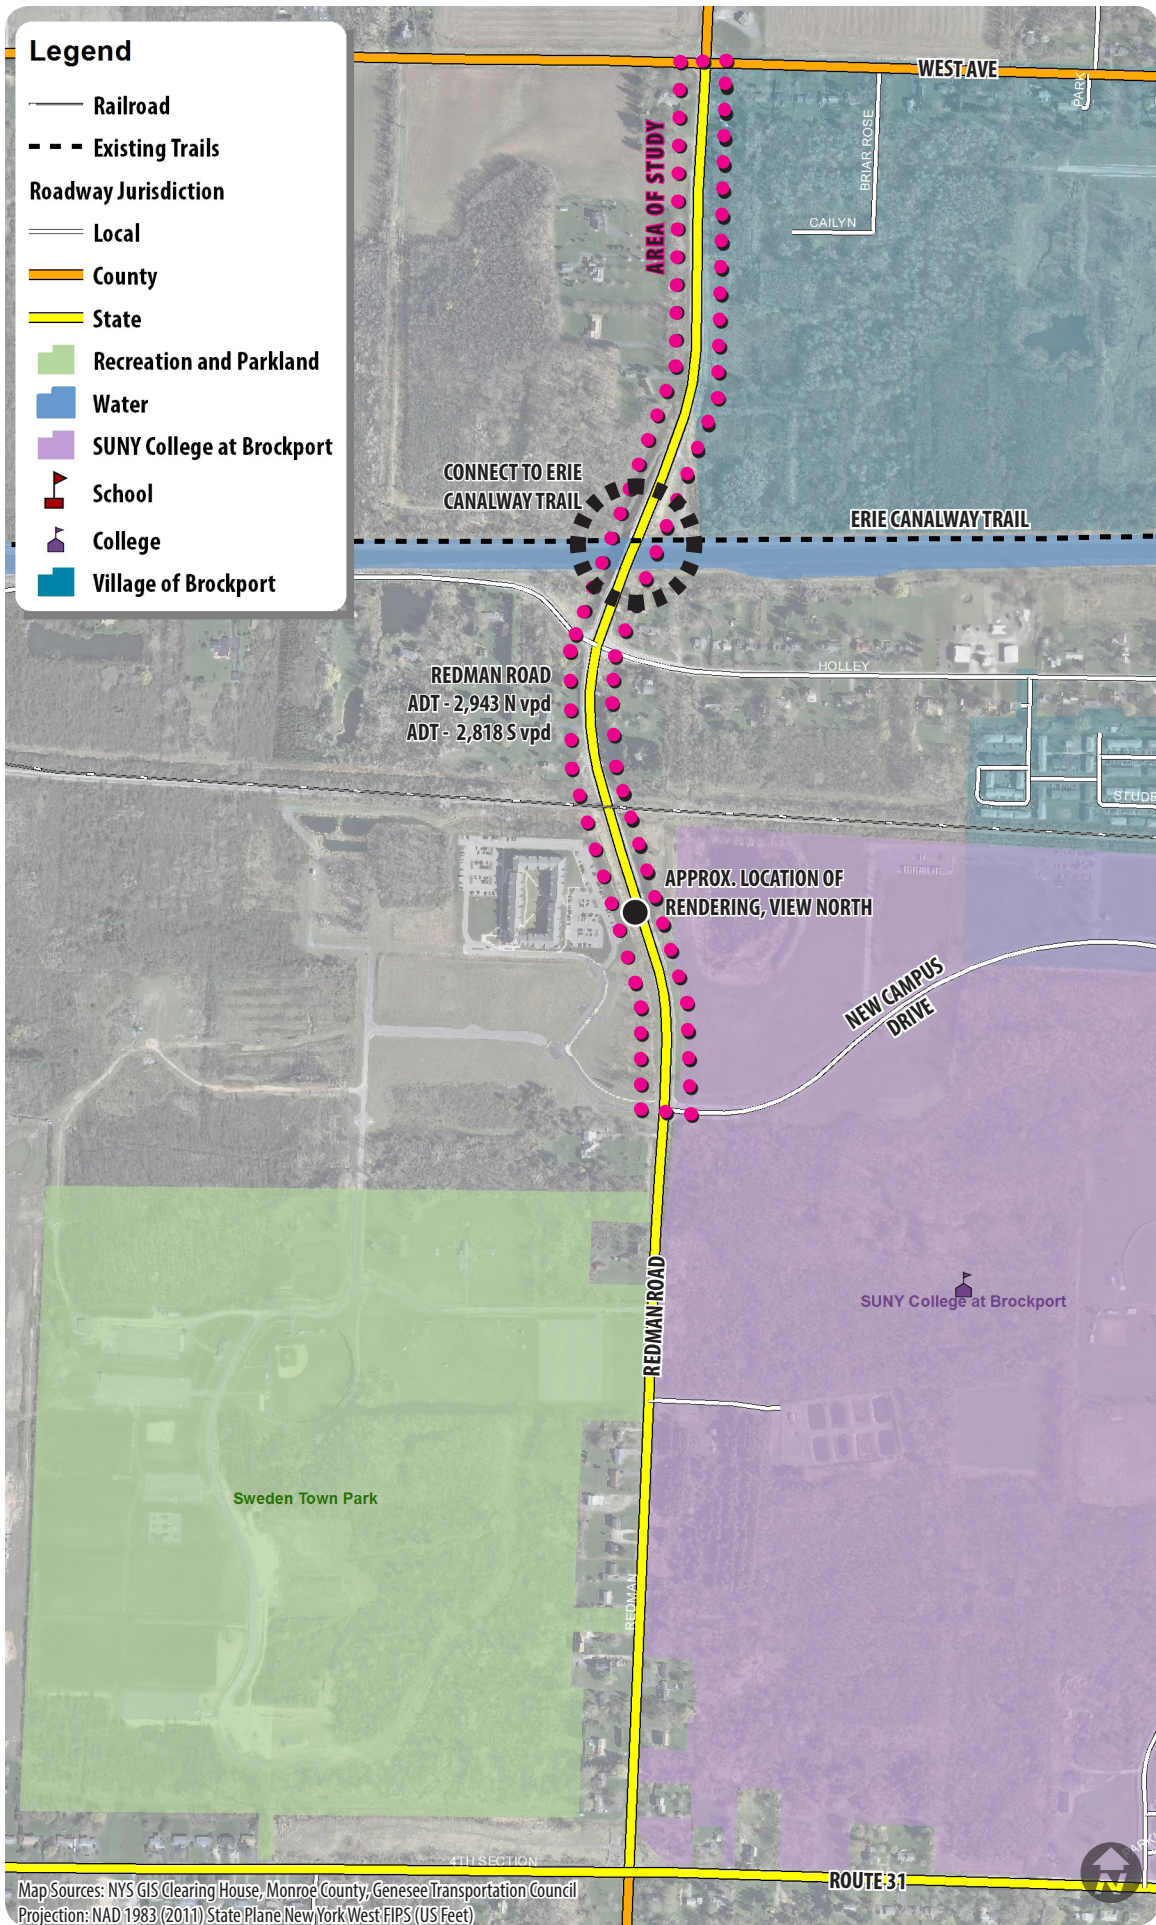 Legend
Railroad
Existing Trails
Roadway Jurisdiction
Local
County
State
Recreation and Parkland
Water
SUNY College at Brockport
School
College
Village of Brockport
WEST AVE
PARK
BRIAR ROSE
CAILYN
AREA OF STUDY
CONNECT TO ERIE
CANALWAY TRAIL
ERIE CANALWAY TRAIL
HOLLEY
REDMAN ROAD
ADT - 2,943 N vpd
ADT - 2,818 S vpd
STUDE
APPROX. LOCATION OF
RENDERING, VIEW NORTH
NEW CAMPUS
DRIVE
SUNY College at Brockport
REDMAN ROAD
Sweden Town Park
REDMAN
4TH SECTION
ROUTE 31
N
Map Sources: NYS GIS Clearing House, Monroe County, Genesee Transportation Council
Projection: NAD 1983 (2011) State Plane New York West FIPS (US Feet)